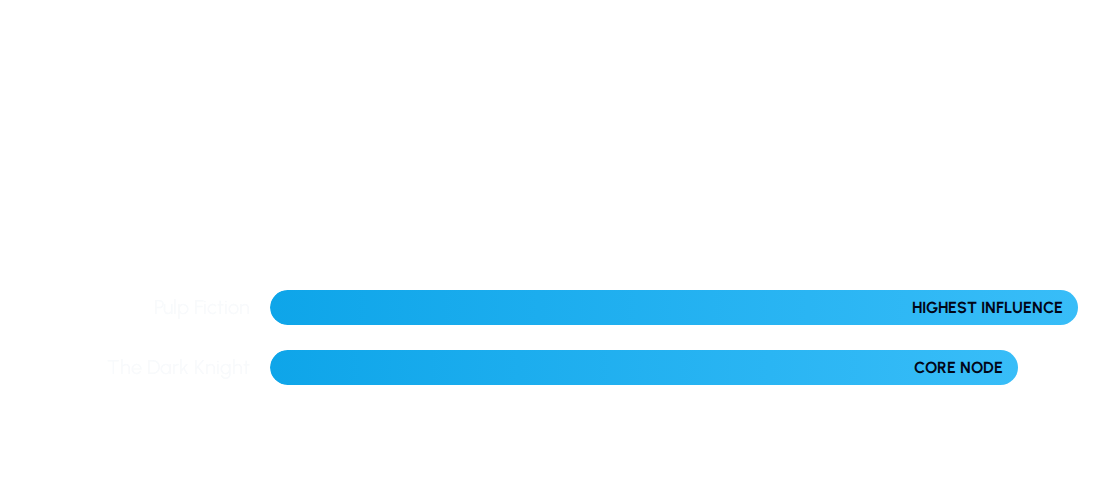 Pulp Fiction
HIGHEST INFLUENCE
The Dark Knight
CORE NODE